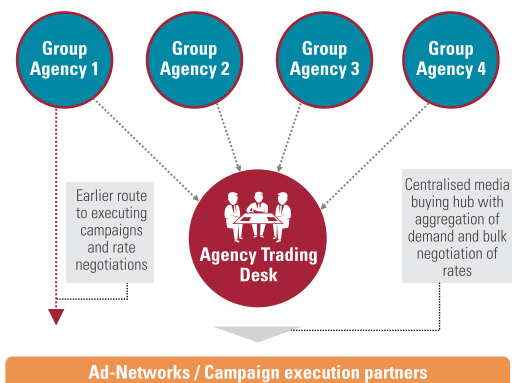 Group
Agency 1
Group
Agency 2
Group
Agency 3
Group
Agency 4
Earlier route
to executing
campaigns
and rate
negotiations
Agency Trading
Desk
Centralised media
buying hub with
aggregation of
demand and bulk
negotiation of
rates
Ad-Networks / Campaign execution partners